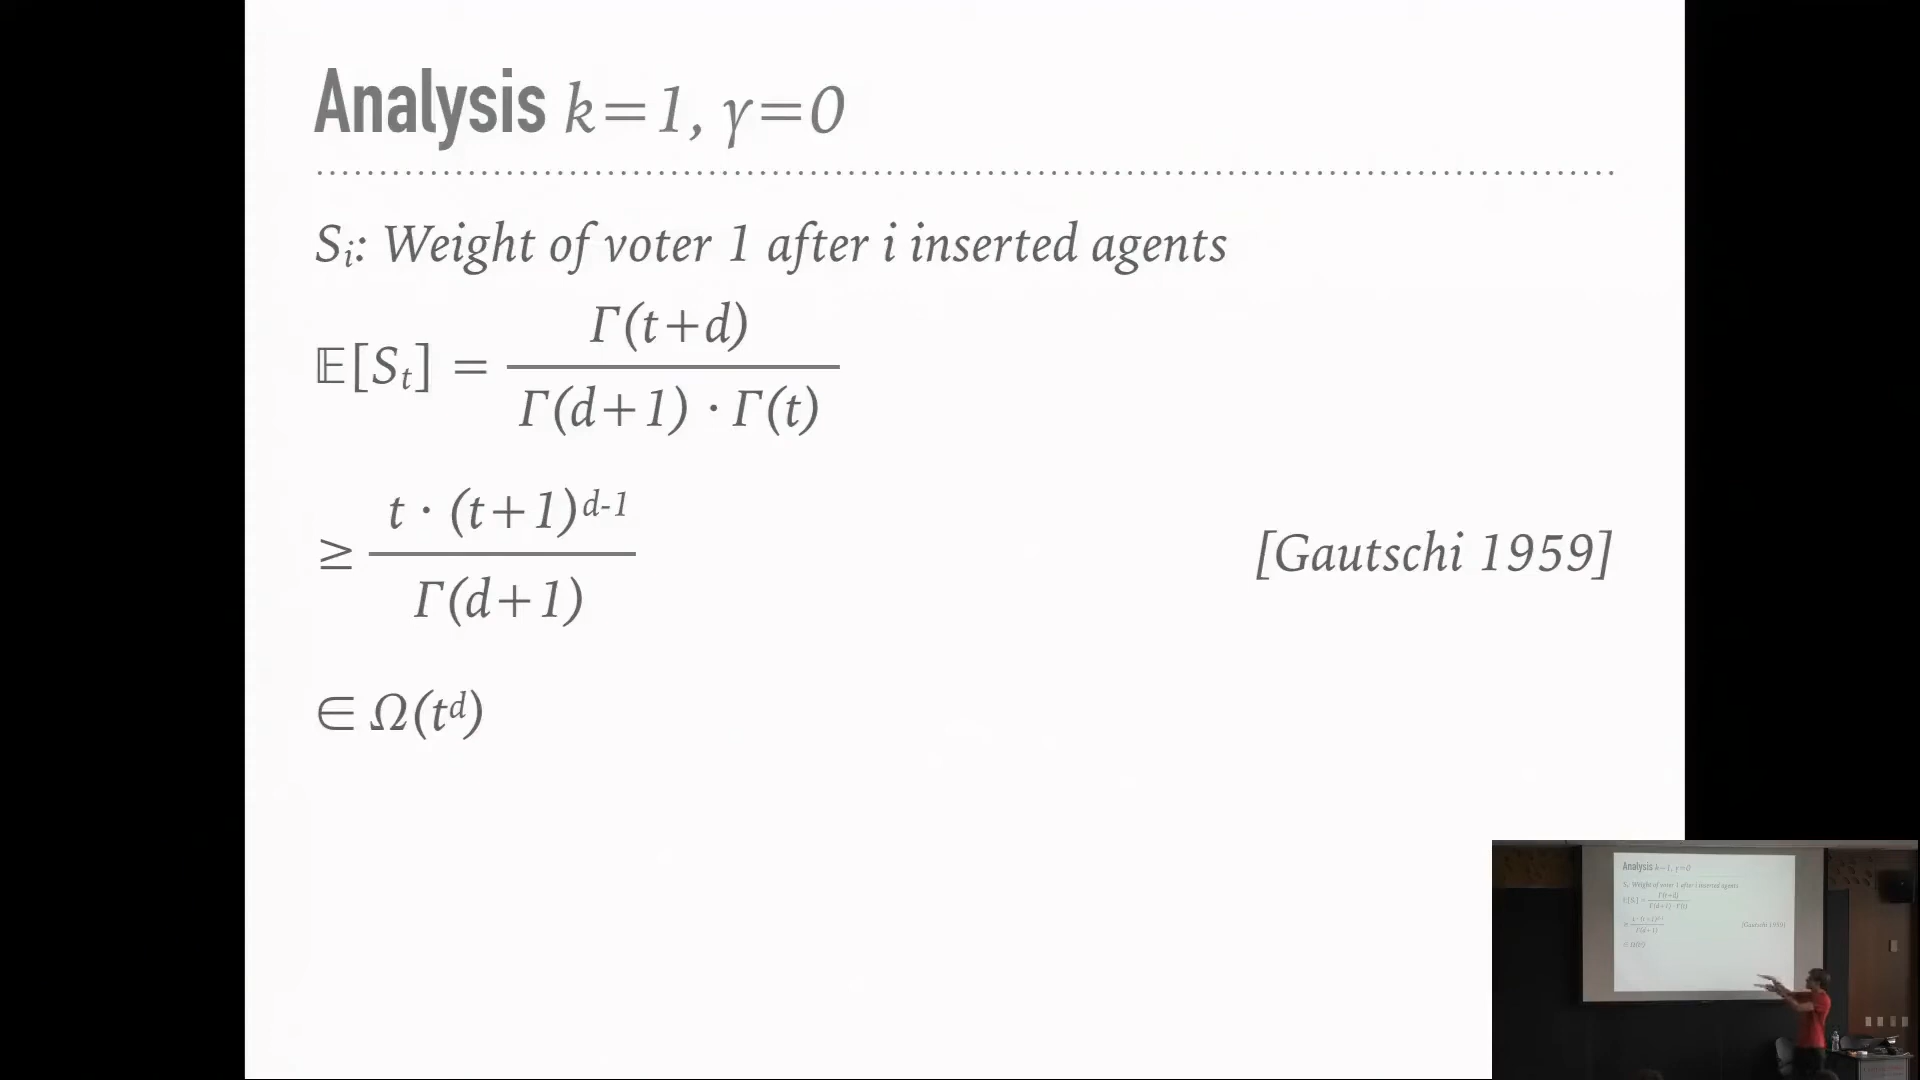 Analysis k=1, γ=0
Sᵢ: Weight of voter 1 after i inserted agents
𝔼[Sₜ] = Γ(t+d) / Γ(d+1) · Γ(t)
≥ t · (t+1)ᵈ⁻¹ / Γ(d+1) [Gautschi 1959]
∈ Ω(tᵈ)